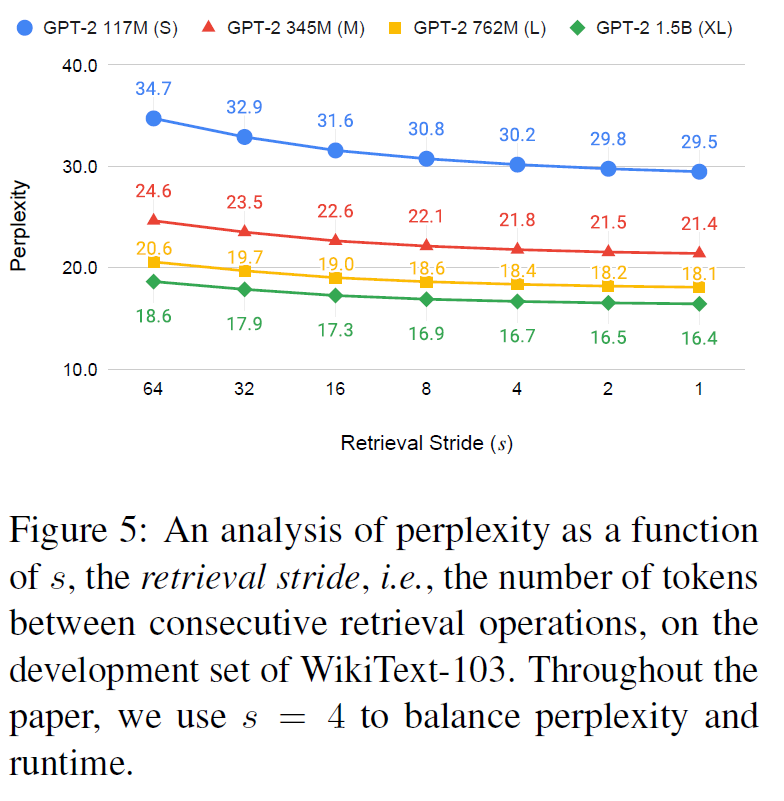 GPT-2 117M (S) GPT-2 345M (M) GPT-2 762M (L) GPT-2 1.5B (XL)
40.0
34.7 32.9 31.6 30.8 30.2 29.8 29.5
30.0
24.6 23.5 22.6 22.1 21.8 21.5 21.4
Perplexity
20.6 19.7 19.0 18.6 18.4 18.2 18.1
20.0
18.6 17.9 17.3 16.9 16.7 16.5 16.4
10.0
64 32 16 8 4 2 1
Retrieval Stride (s)
Figure 5: An analysis of perplexity as a function
of s, the retrieval stride, i.e., the number of tokens
between consecutive retrieval operations, on the
development set of WikiText-103. Throughout the
paper, we use s = 4 to balance perplexity and
runtime.